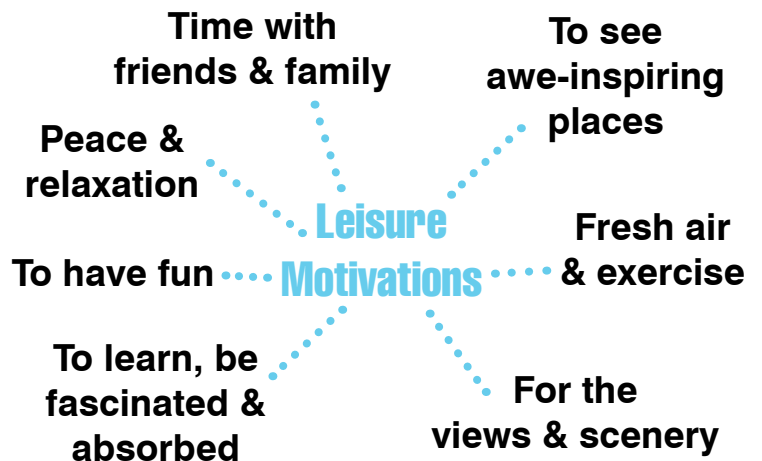 Time with
friends & family
To see
awe-inspiring
places
Peace &
relaxation
Leisure
Motivations
Fresh air
& exercise
To have fun
To learn, be
fascinated &
absorbed
For the
views & scenery